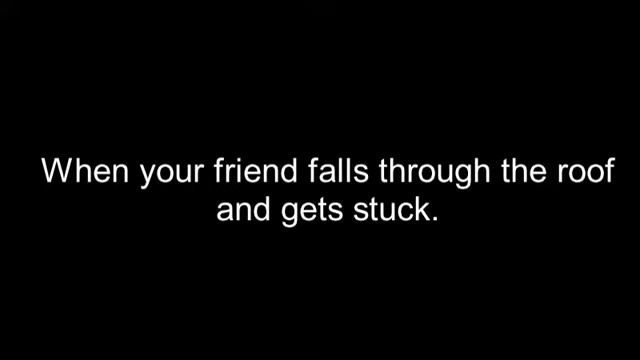 When your friend falls through the roof
and gets stuck.